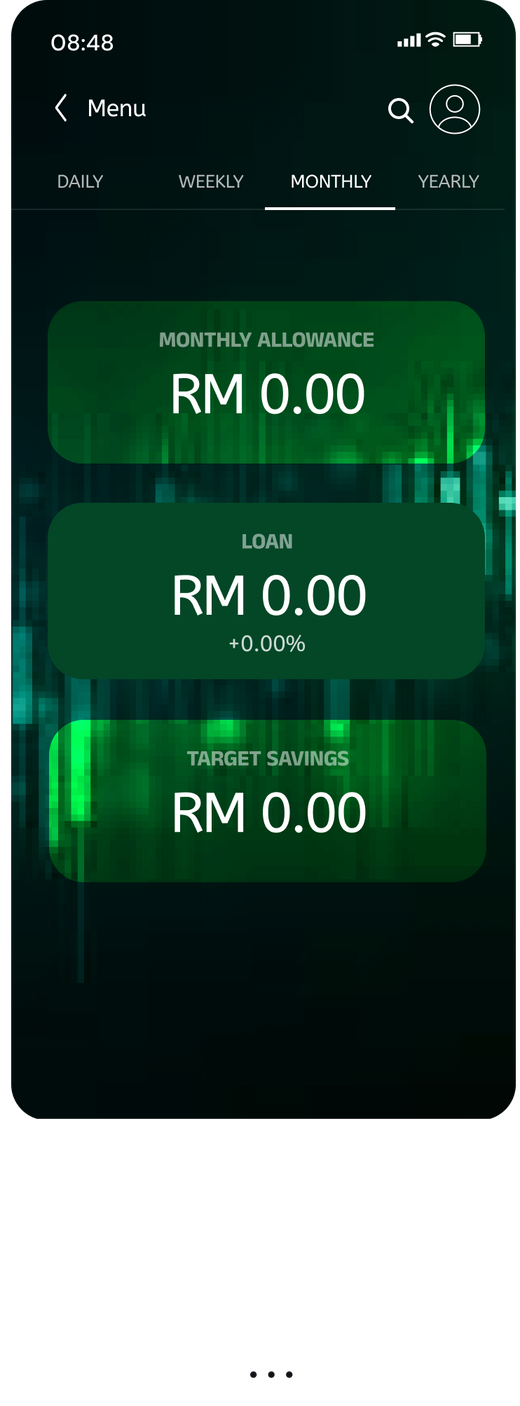 08:48
Menu
DAILY WEEKLY MONTHLY YEARLY
MONTHLY ALLOWANCE
RM 0.00
LOAN
RM 0.00
+0.00%
TARGET SAVINGS
RM 0.00